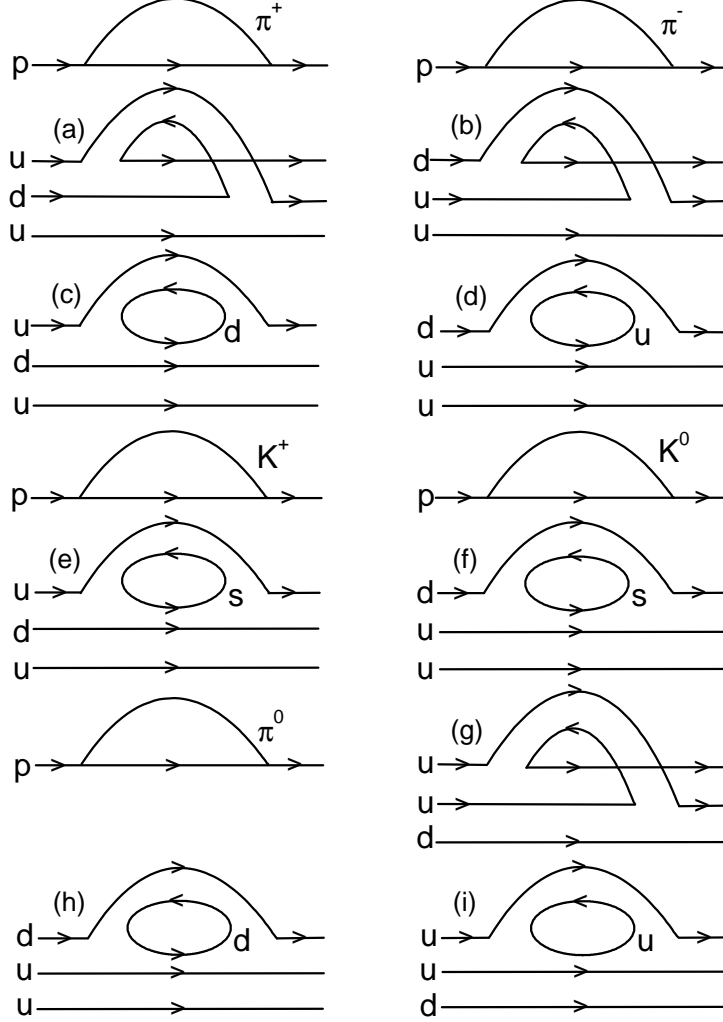 π+ π-
p p
(a) (b)
u d
d u
u u
(c) (d)
u d d u
d u
u u
K+ K0
p p
(e) (f)
u s d s
d u
u u
π0
p (g)
u
u
d
(h) (i)
d d u u
u u
u d